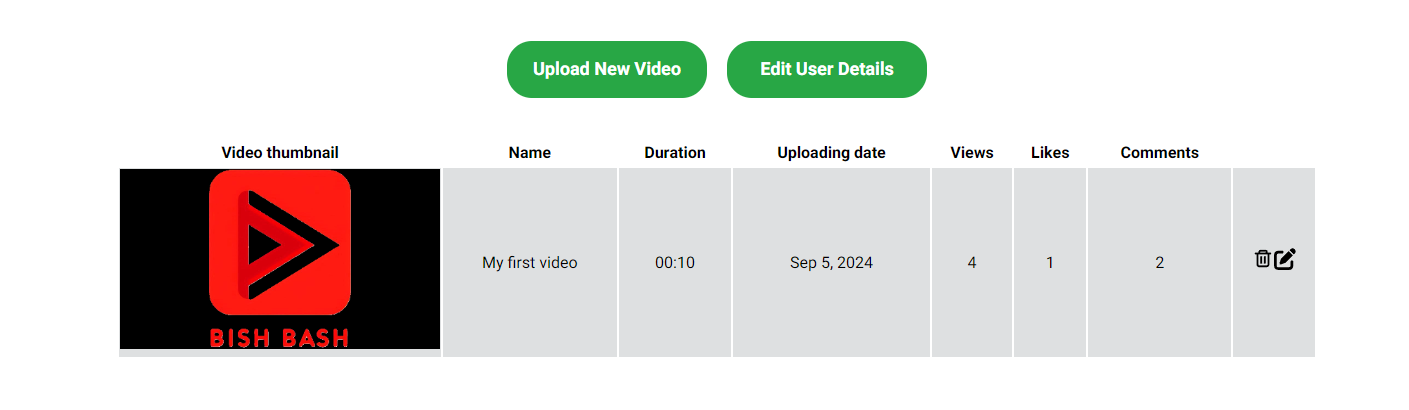 Upload New Video Edit User Details
Video thumbnail Name Duration Uploading date Views Likes Comments
My first video 00:10 Sep 5, 2024 4 1 2
BISH BASH